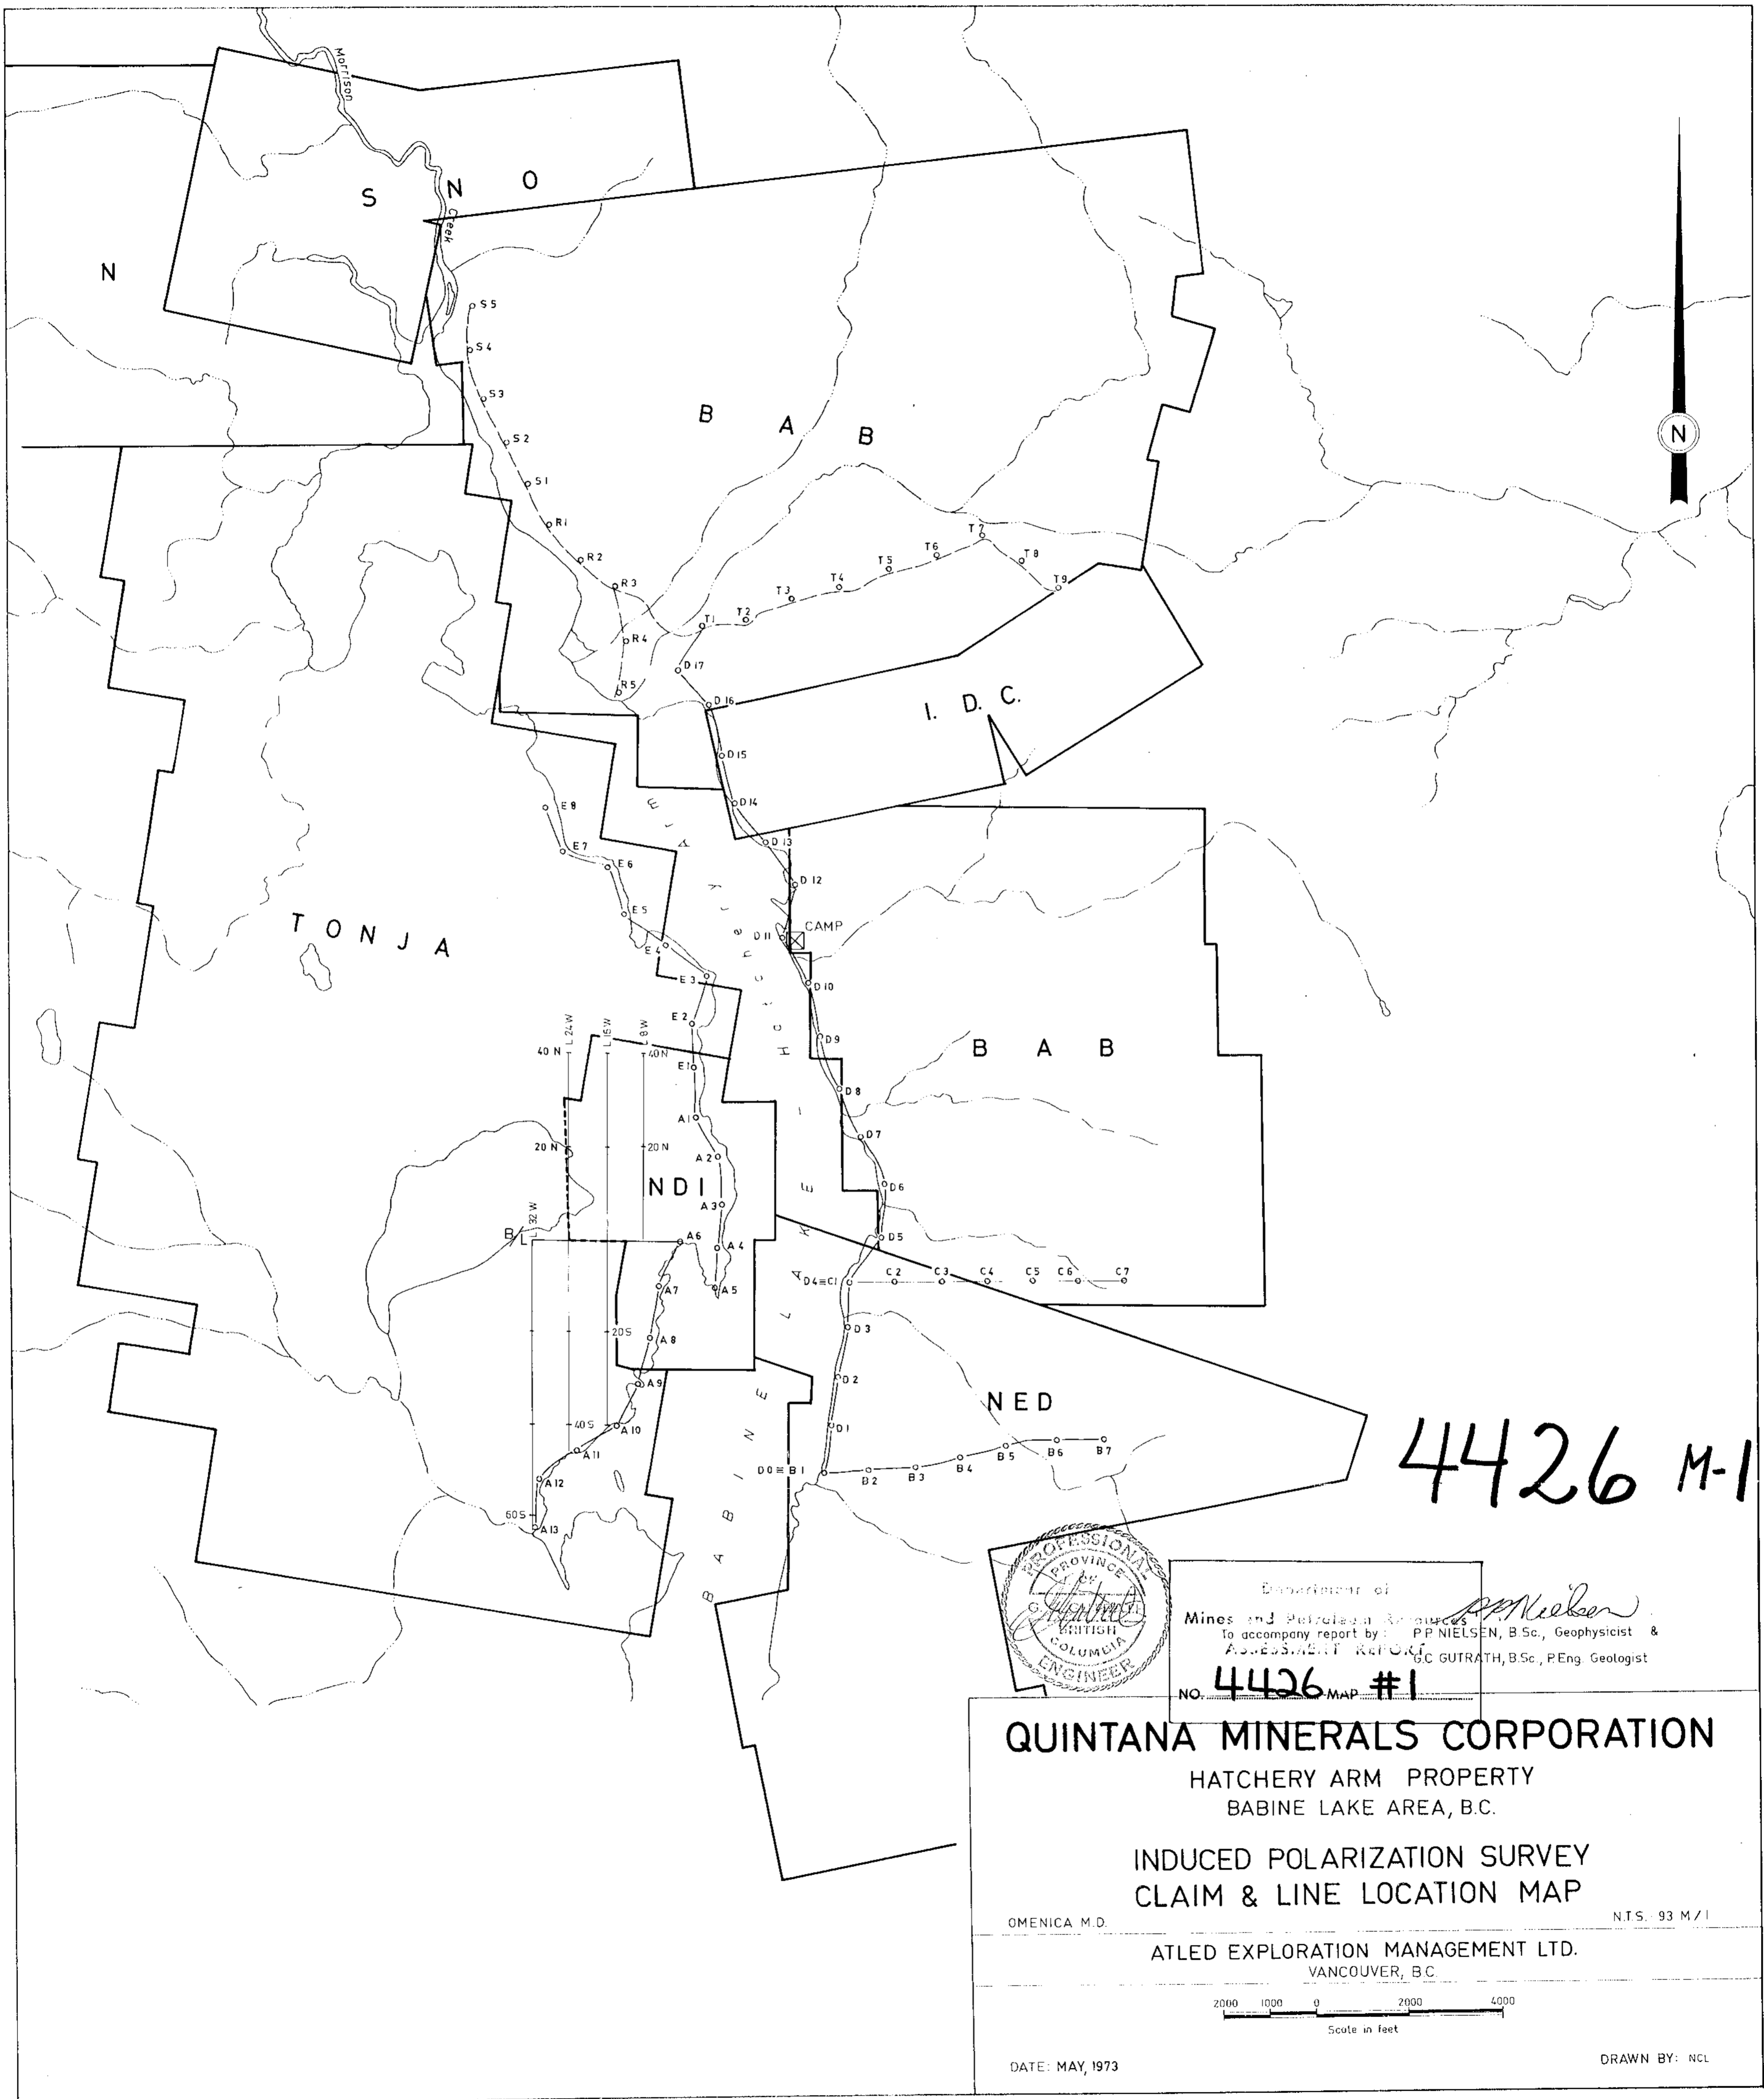 Morrison
Creek
S N O
N
S5
S4
S3
S2
S1
R1
R2
R3
R4
R5
B A B
T1
T2
T3
T4
T5
T6
T7
T8
T9
N
D17
D16
D15
D14
D13
D12
D11
CAMP
D10
D9
D8
D7
D6
D5
D4≡C1
C2
C3
C4
C5
C6
C7
D3
D2
D1
D0≡B1
B2
B3
B4
B5
B6
B7
I. D. C.
E8
E7
E6
E5
E4
E3
E2
E1
TONJA
Hatchery
BABINE LAKE
B A B
L 24W
L 16W
L 8W
40N
40N
20N
20N
NDI
L 32W
B/L
A1
A2
A3
A4
A5
A6
A7
A8
A9
A10
A11
A12
A13
20S
40S
60S
NED
4426 M-1
PROFESSIONAL
PROVINCE
OF
BRITISH
COLUMBIA
ENGINEER
Department of
Mines and Petroleum Resources
To accompany report by: P.P. NIELSEN, B.Sc., Geophysicist &
ASSESSMENT REPORT
G.C. GUTRATH, B.Sc., P.Eng. Geologist
NO. 4426 MAP #1
QUINTANA MINERALS CORPORATION
HATCHERY ARM PROPERTY
BABINE LAKE AREA, B.C.
INDUCED POLARIZATION SURVEY
CLAIM & LINE LOCATION MAP
OMENICA M.D.
N.T.S. 93 M/1
ATLED EXPLORATION MANAGEMENT LTD.
VANCOUVER, B.C.
2000 1000 0 2000 4000
Scale in feet
DATE: MAY, 1973
DRAWN BY: NCL